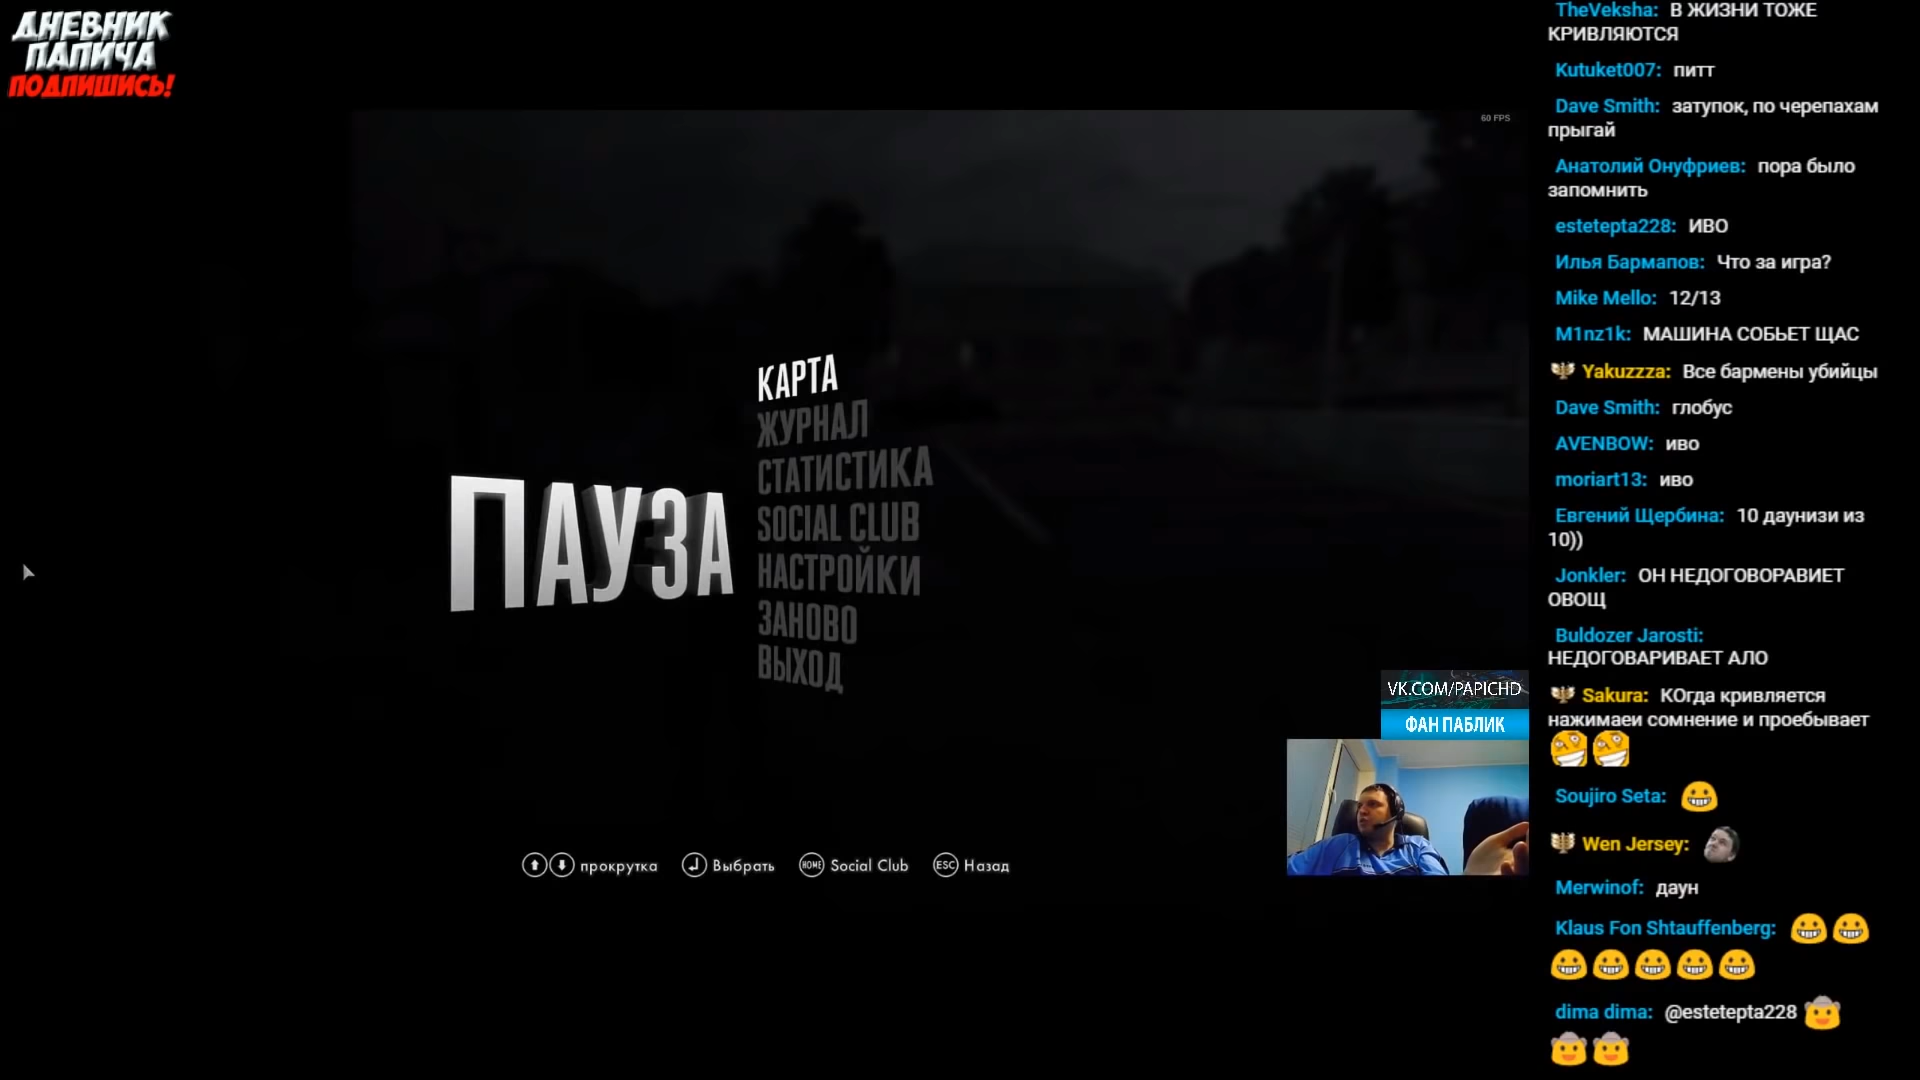 ДНЕВНИК
ПАПИЧА
ПОДПИШИСЬ!
60 FPS
ПАУЗА
КАРТА
ЖУРНАЛ
СТАТИСТИКА
SOCIAL CLUB
НАСТРОЙКИ
ЗАНОВО
ВЫХОД
прокрутка
Выбрать
HOME Social Club
ESC Назад
VK.COM/PAPICHD
ФАН ПАБЛИК
TheVeksha: В ЖИЗНИ ТОЖЕ
КРИВЛЯЮТСЯ
Kutuket007: питт
Dave Smith: затупок, по черепахам
прыгай
Анатолий Онуфриев: пора было
запомнить
estetepta228: ИВО
Илья Бармапов: Что за игра?
Mike Mello: 12/13
M1nz1k: МАШИНА СОБЬЕТ ЩАС
Yakuzzza: Все бармены убийцы
Dave Smith: глобус
AVENBOW: иво
moriart13: иво
Евгений Щербина: 10 даунизи из
10))
Jonkler: ОН НЕДОГОВОРАВИЕТ
ОВОЩ
Buldozer Jarosti:
НЕДОГОВАРИВАЕТ АЛО
Sakura: КОгда кривляется
нажимаеи сомнение и проебывает
Soujiro Seta:
Wen Jersey:
Merwinof: даун
Klaus Fon Shtauffenberg:
dima dima: @estetepta228